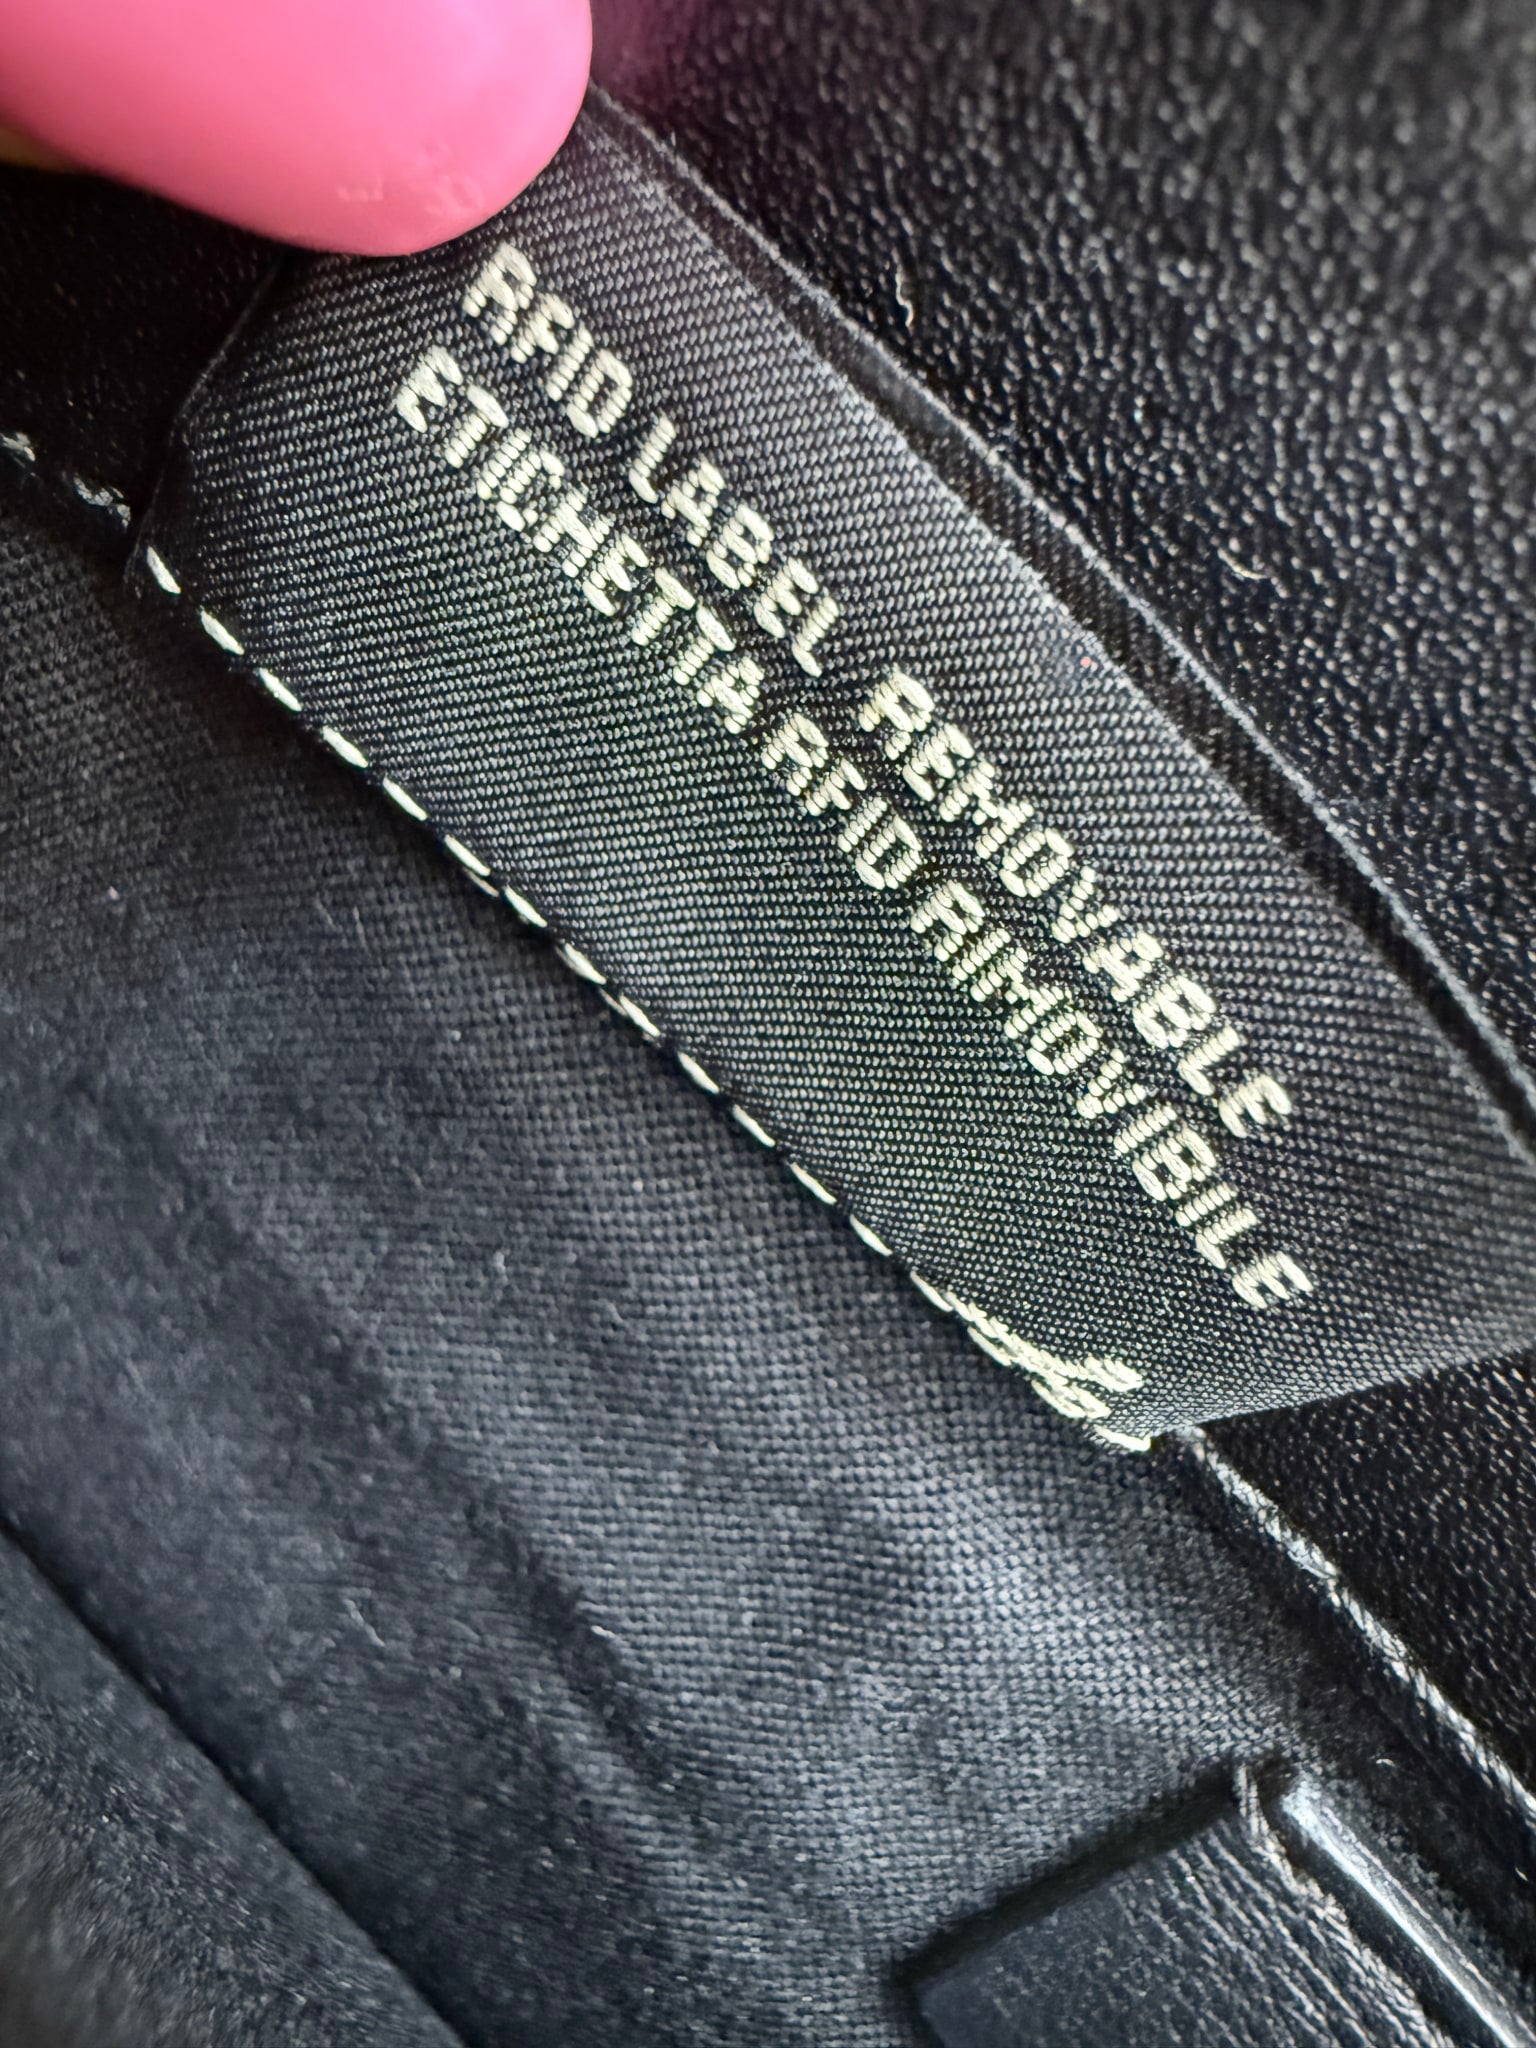 RFID LABEL REMOVABLE
ETICHETTA RFID RIMOVIBILE